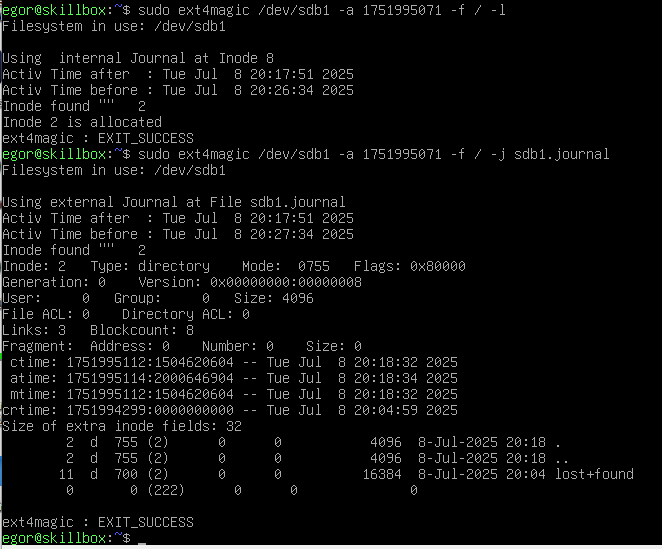 egor@skillbox:~$ sudo ext4magic /dev/sdb1 -a 1751995071 -f / -l
Filesystem in use: /dev/sdb1
Using  internal Journal at Inode 8
Activ Time after  : Tue Jul  8 20:17:51 2025
Activ Time before : Tue Jul  8 20:26:34 2025
Inode found ""   2
Inode 2 is allocated
ext4magic : EXIT_SUCCESS
egor@skillbox:~$ sudo ext4magic /dev/sdb1 -a 1751995071 -f / -j sdb1.journal
Filesystem in use: /dev/sdb1
Using external Journal at File sdb1.journal
Activ Time after  : Tue Jul  8 20:17:51 2025
Activ Time before : Tue Jul  8 20:27:34 2025
Inode found ""   2
Inode: 2   Type: directory    Mode:  0755   Flags: 0x80000
Generation: 0    Version: 0x00000000:00000008
User:     0   Group:     0   Size: 4096
File ACL: 0    Directory ACL: 0
Links: 3   Blockcount: 8
Fragment:  Address: 0    Number: 0    Size: 0
 ctime: 1751995112:1504620604 -- Tue Jul  8 20:18:32 2025
 atime: 1751995114:2000646904 -- Tue Jul  8 20:18:34 2025
 mtime: 1751995112:1504620604 -- Tue Jul  8 20:18:32 2025
crtime: 1751994299:0000000000 -- Tue Jul  8 20:04:59 2025
Size of extra inode fields: 32
        2  d  755 (2)      0      0          4096  8-Jul-2025 20:18 .
        2  d  755 (2)      0      0          4096  8-Jul-2025 20:18 ..
       11  d  700 (2)      0      0         16384  8-Jul-2025 20:04 lost+found
        0      0 (222)      0      0              0
ext4magic : EXIT_SUCCESS
egor@skillbox:~$ _